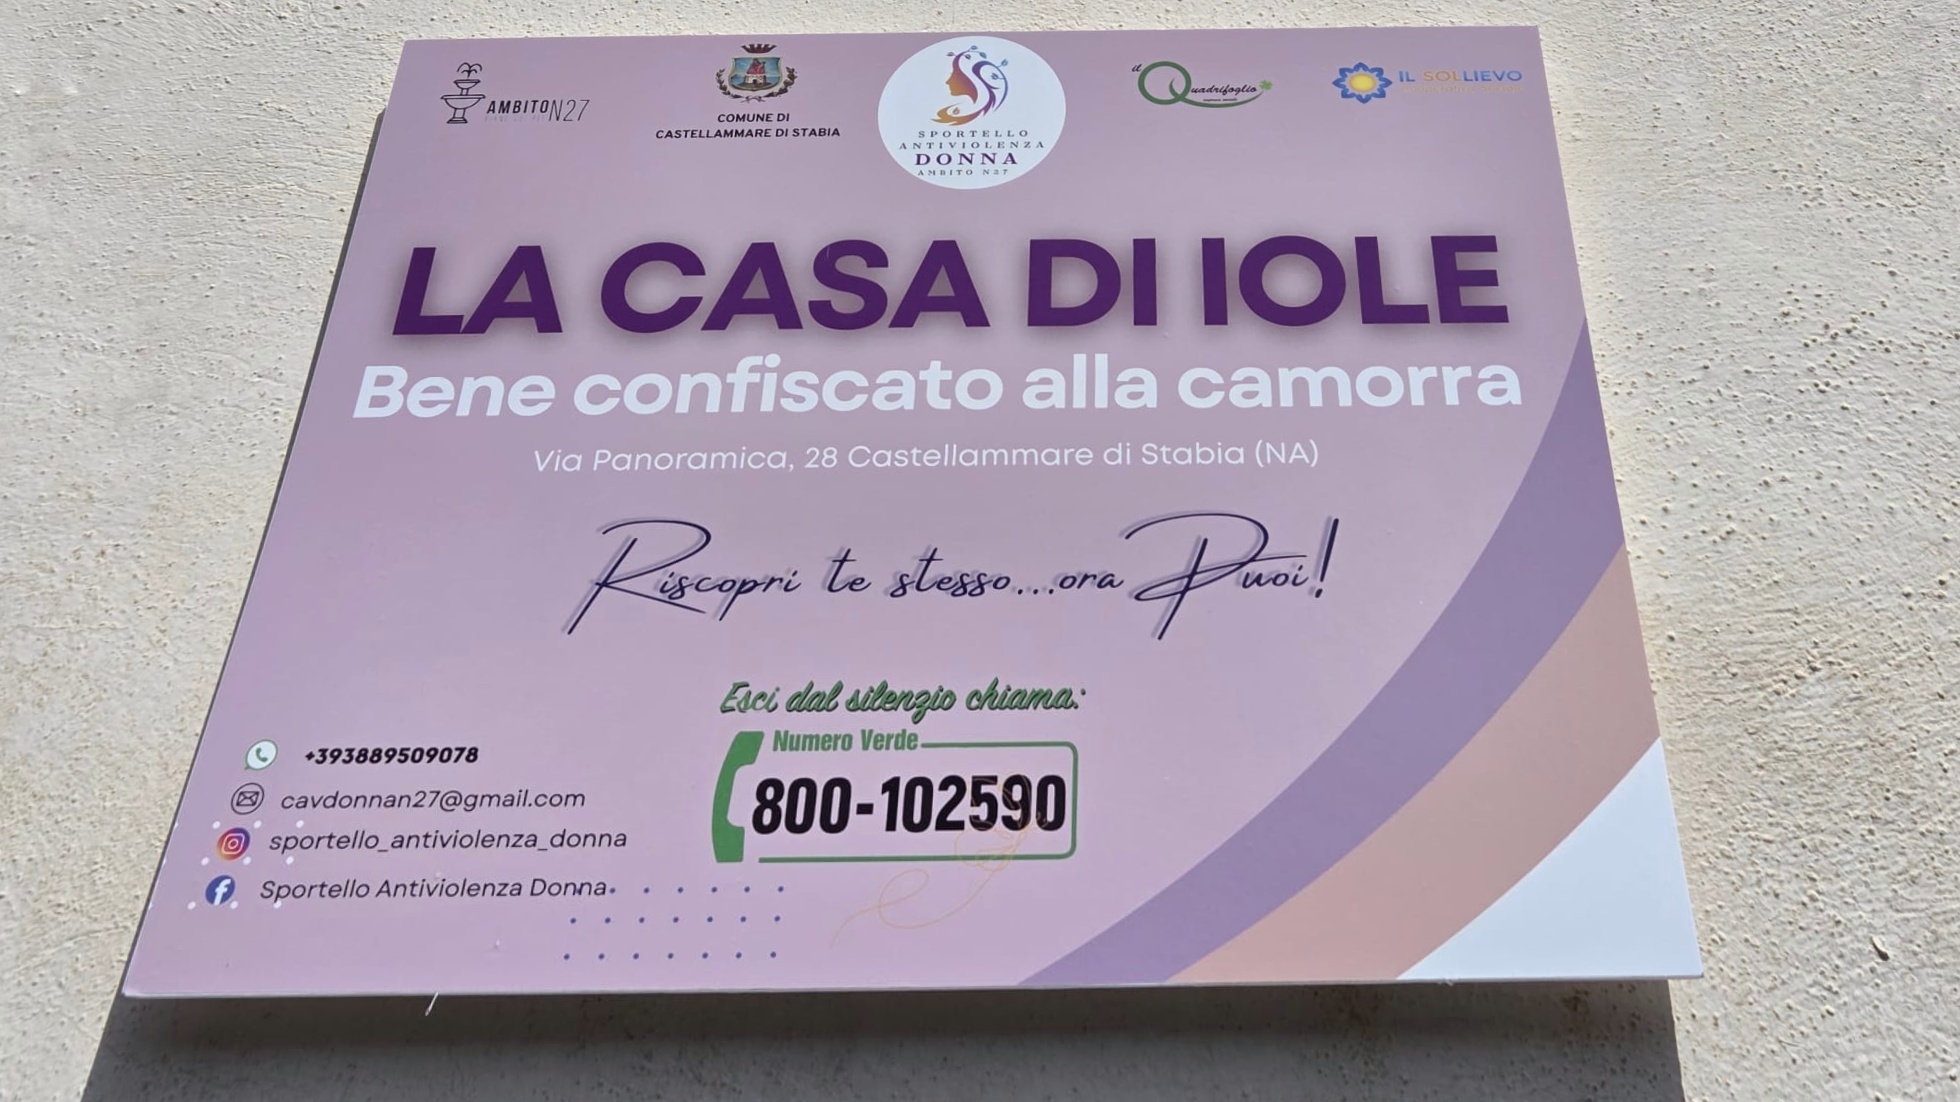 AMBITO N27
COMUNE DI
CASTELLAMMARE DI STABIA
SPORTELLO
ANTIVIOLENZA
DONNA
AMBITO N27
il Quadrifoglio
IL SOLLIEVO
LA CASA DI IOLE
Bene confiscato alla camorra
Via Panoramica, 28 Castellammare di Stabia (NA)
Riscopri te stesso...ora Puoi!
Esci dal silenzio chiama:
Numero Verde
800-102590
+393889509078
cavdonnan27@gmail.com
sportello_antiviolenza_donna
Sportello Antiviolenza Donna